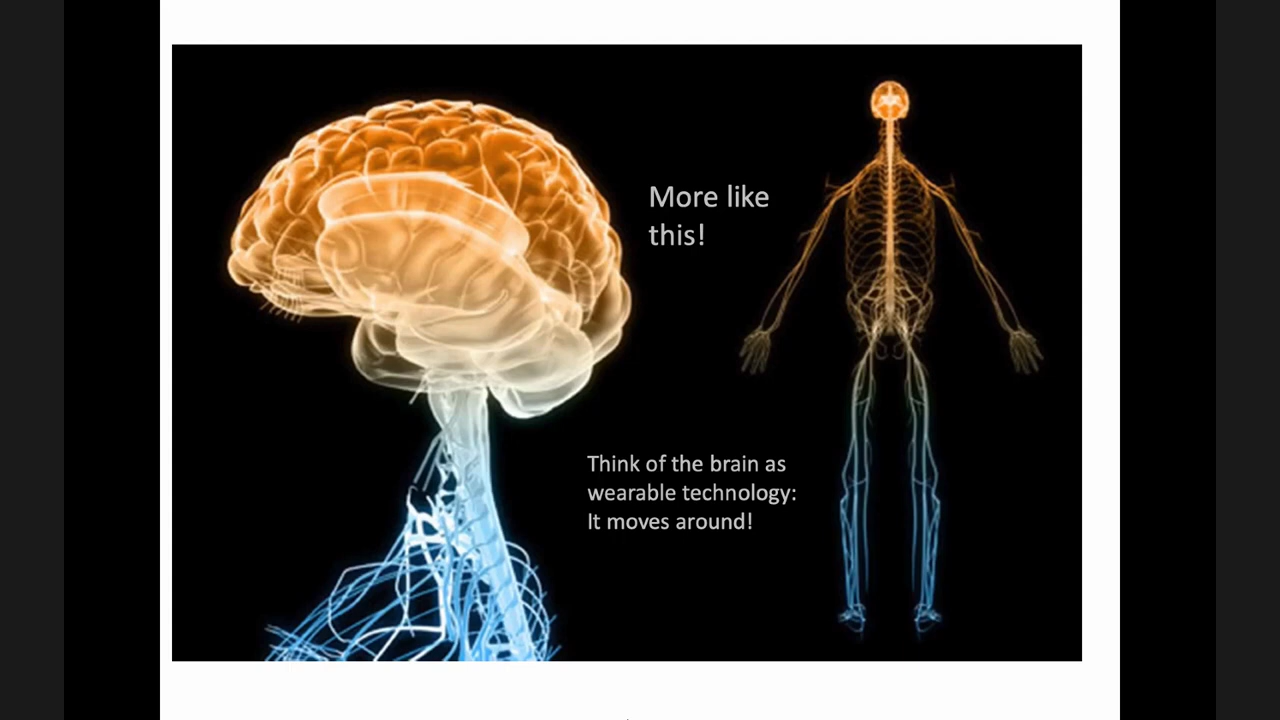 More like
this!
Think of the brain as
wearable technology:
It moves around!